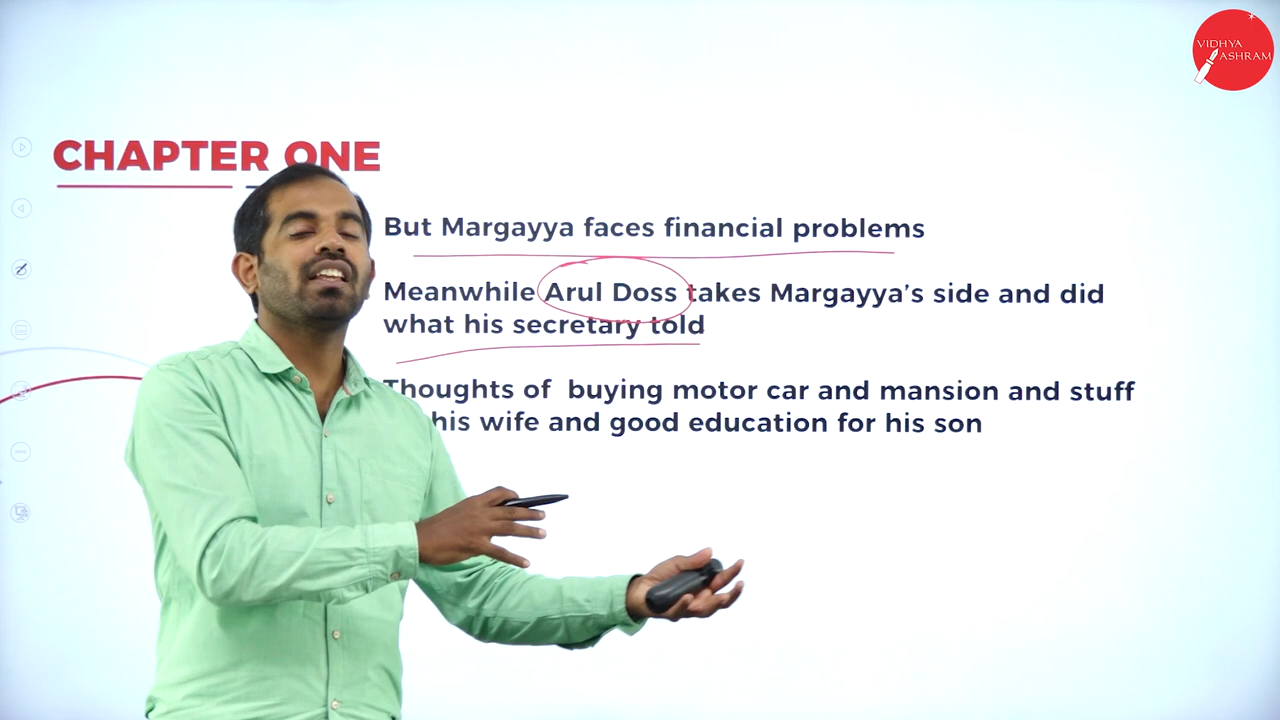 VIDHYA
ASHRAM
CHAPTER ONE
But Margayya faces financial problems
Meanwhile Arul Doss takes Margayya's side and did
what his secretary told
Thoughts of buying motor car and mansion and stuff
his wife and good education for his son